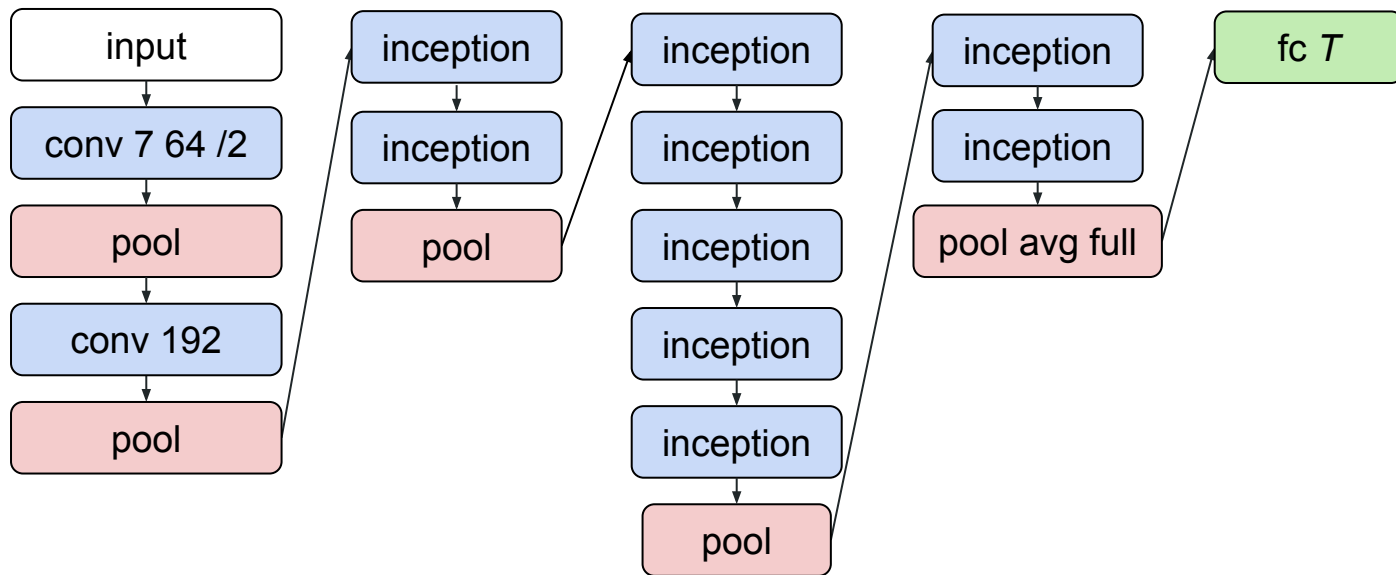 input
conv 7 64 /2
pool
conv 192
pool
inception
inception
pool
inception
inception
inception
inception
inception
pool
inception
inception
pool avg full
fc T